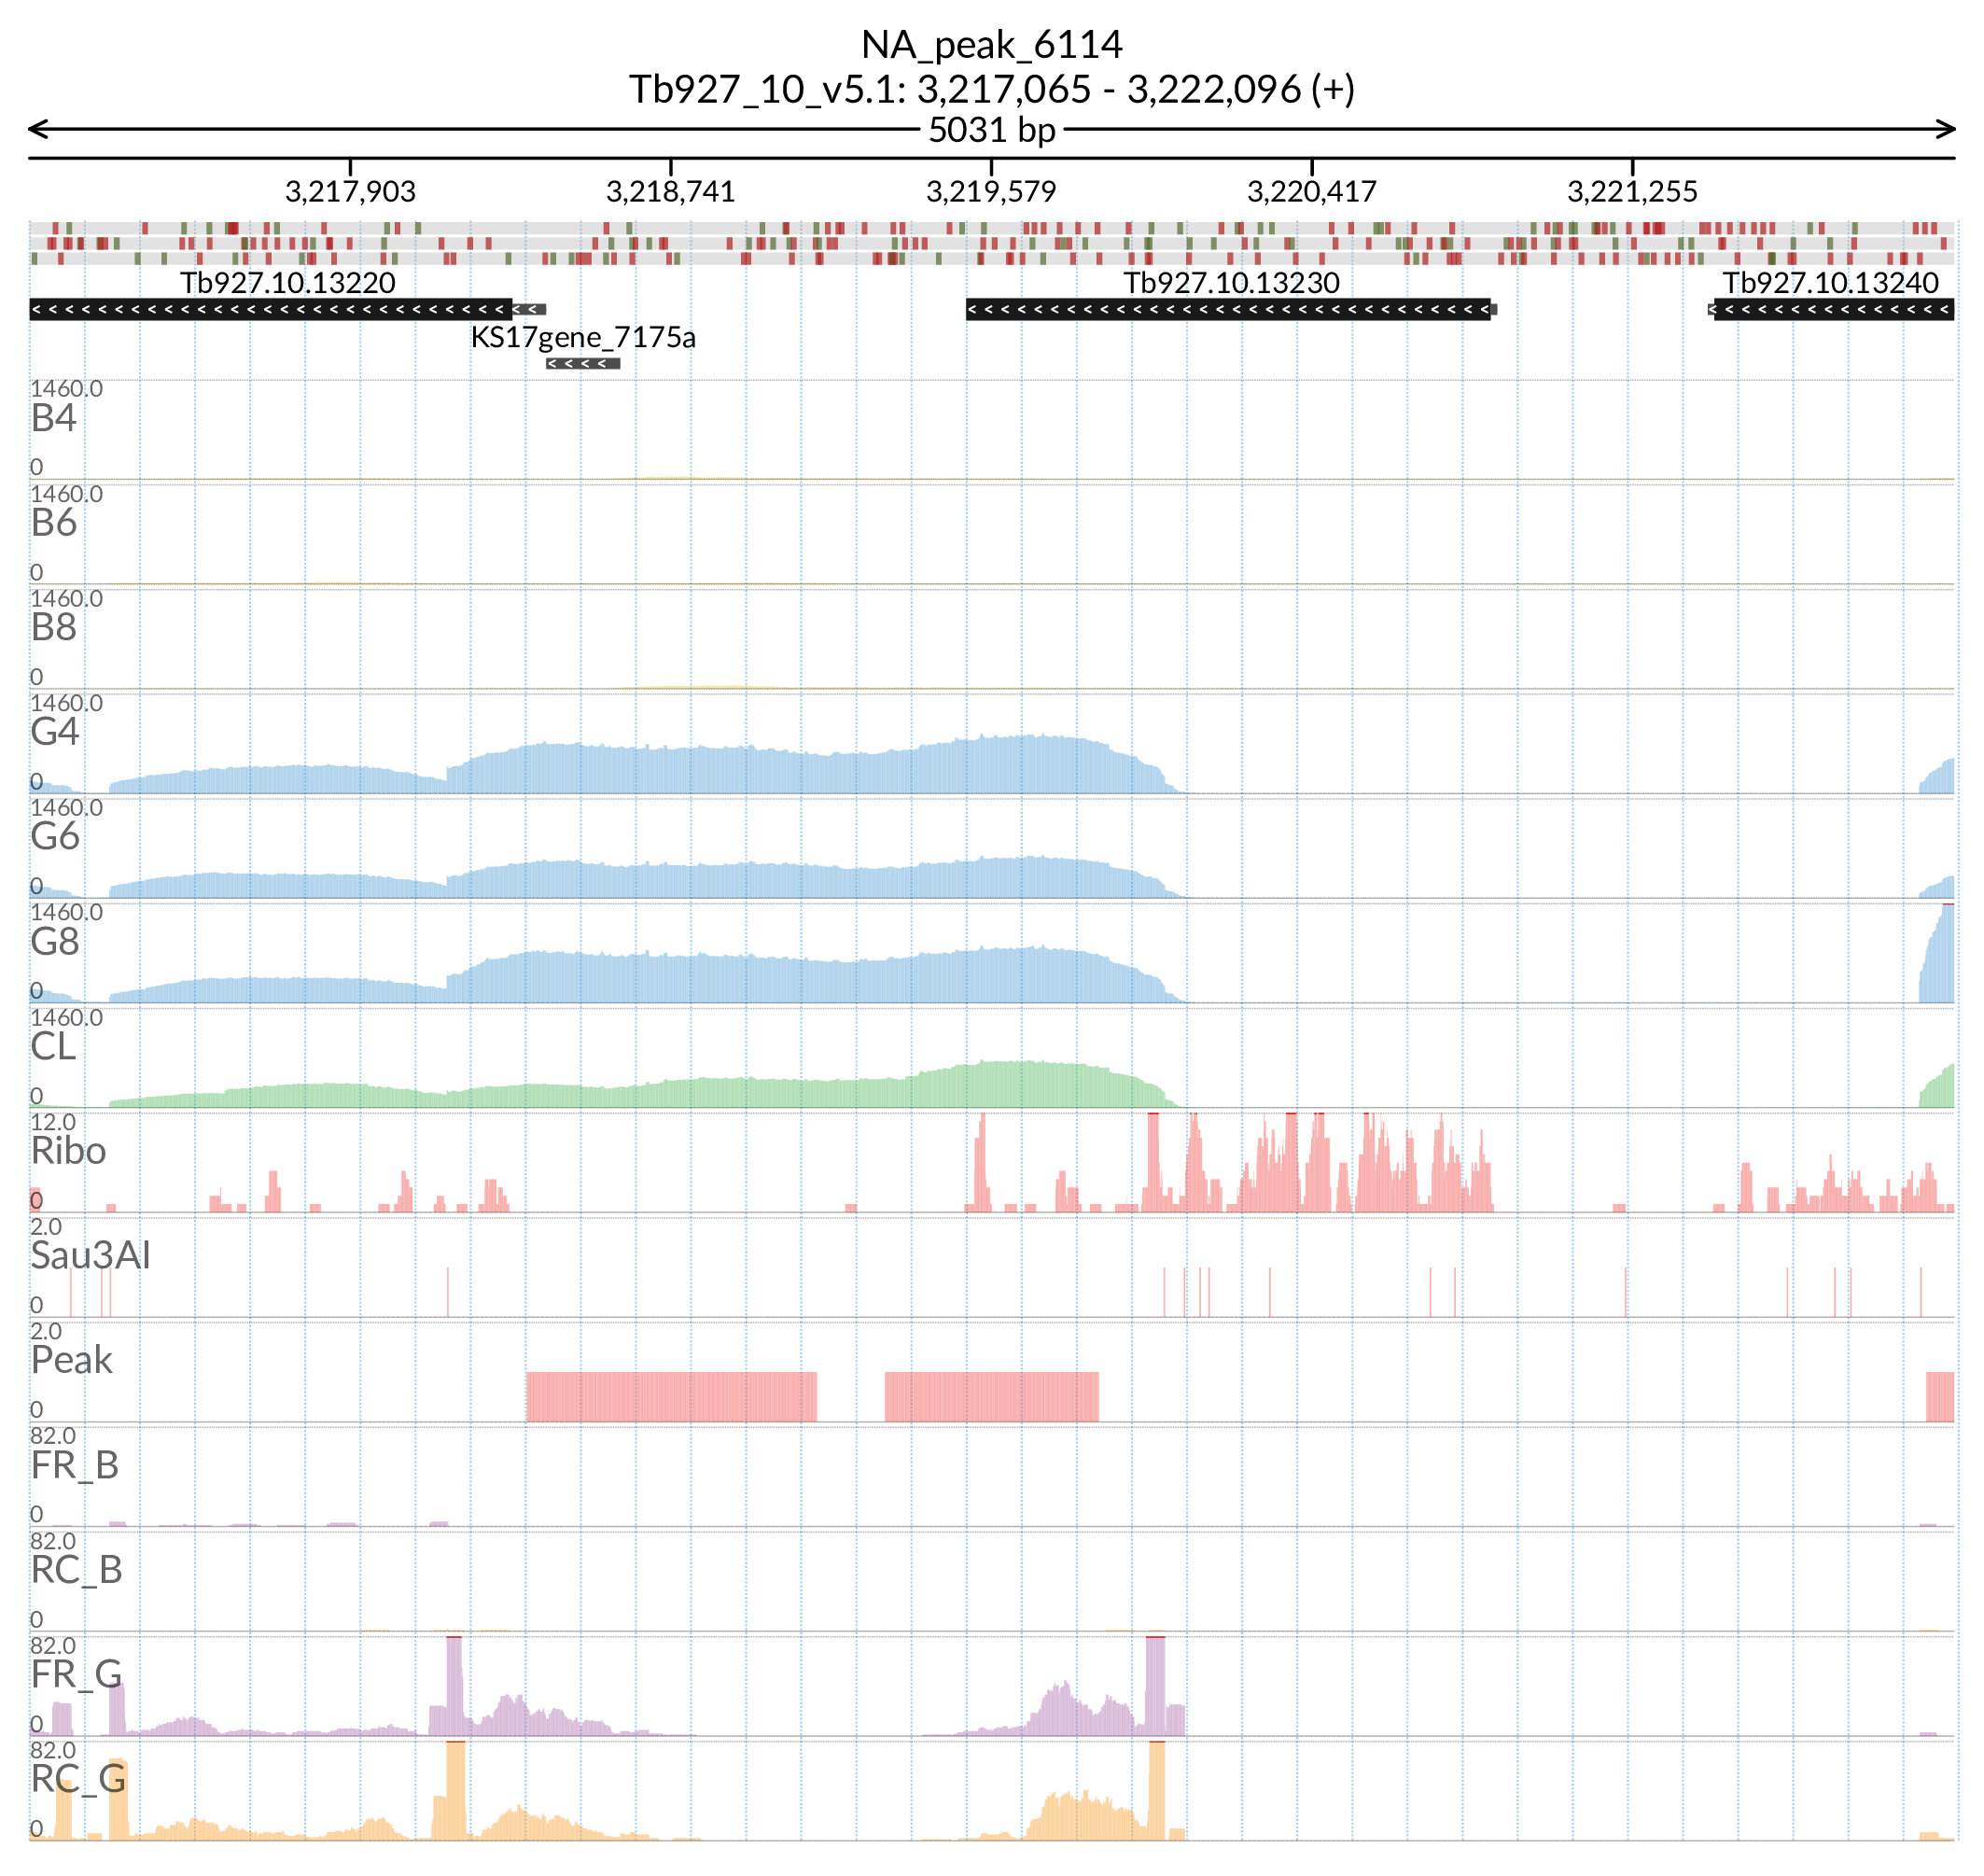 NA_peak_6114
Tb927_10_v5.1: 3,217,065 - 3,222,096 (+)
5031 bp
3,217,903 3,218,741 3,219,579 3,220,417 3,221,255
Tb927.10.13220 Tb927.10.13230 Tb927.10.13240
KS17gene_7175a
1460.0
B4
0
1460.0
B6
0
1460.0
B8
0
1460.0
G4
0
1460.0
G6
0
1460.0
G8
0
1460.0
CL
0
12.0
Ribo
0
2.0
Sau3AI
0
2.0
Peak
0
82.0
FR_B
0
82.0
RC_B
0
82.0
FR_G
0
82.0
RC_G
0